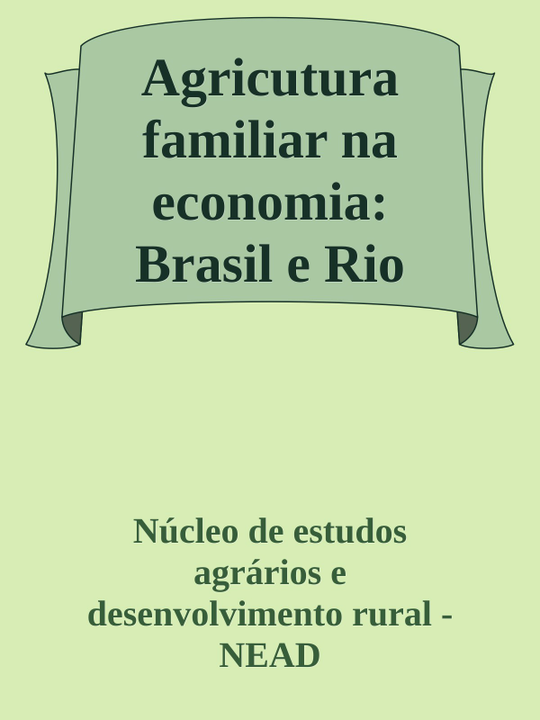 Agricutura
familiar na
economia:
Brasil e Rio
Núcleo de estudos
agrários e
desenvolvimento rural -
NEAD